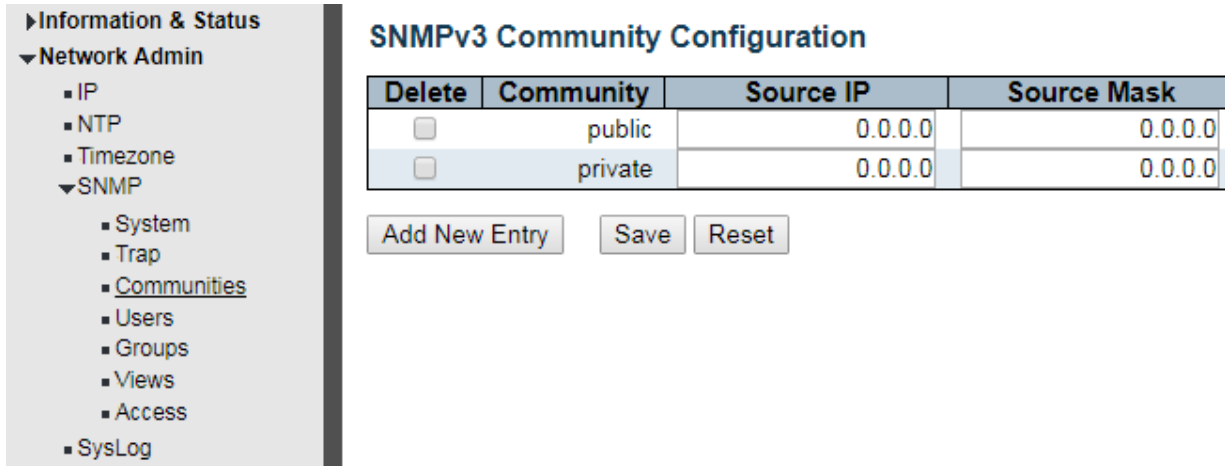 Information & Status
Network Admin
IP
NTP
Timezone
SNMP
System
Trap
Communities
Users
Groups
Views
Access
SysLog
SNMPv3 Community Configuration
Delete Community Source IP Source Mask
public 0.0.0.0 0.0.0.0
private 0.0.0.0 0.0.0.0
Add New Entry Save Reset